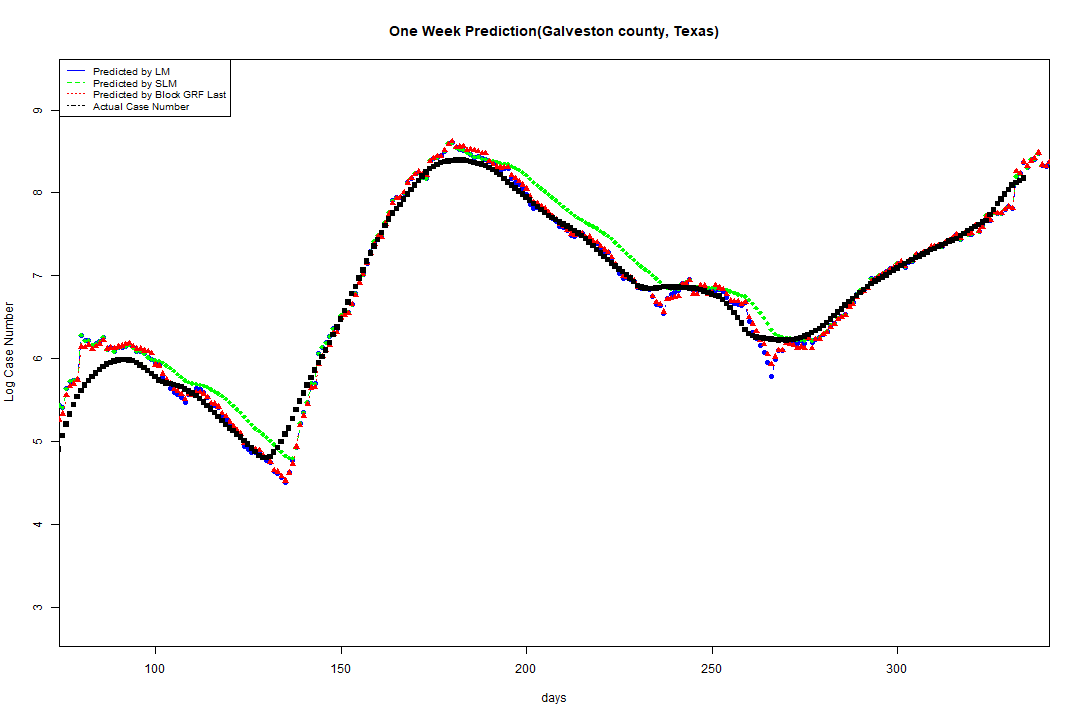 One Week Prediction(Galveston county, Texas)
Predicted by LM
Predicted by SLM
Predicted by Block GRF Last
Actual Case Number
9
8
7
6
5
4
3
Log Case Number
100 150 200 250 300
days